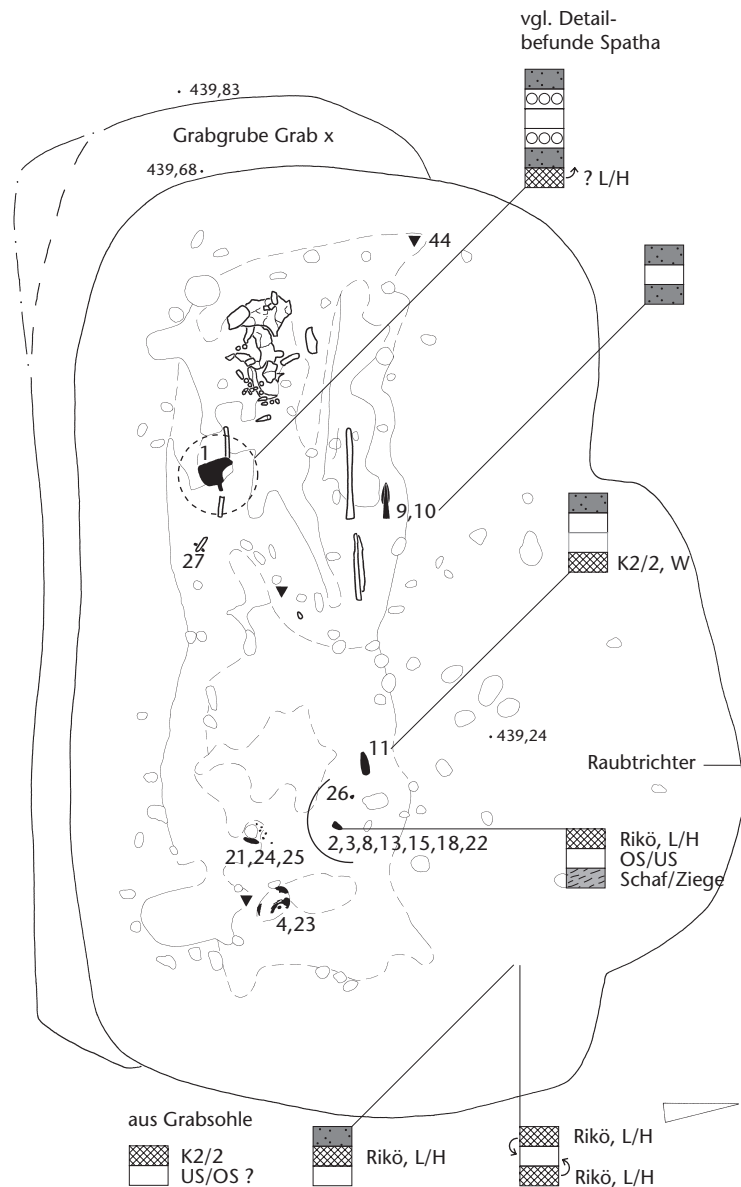 vgl. Detail-
befunde Spatha
439,83
Grabgrube Grab x
439,68
? L/H
44
1
9,10
27
K2/2, W
439,24
11
Raubtrichter
26
2,3,8,13,15,18,22
Rikö, L/H
OS/US
Schaf/Ziege
21,24,25
4,23
aus Grabsohle
K2/2
US/OS ?
Rikö, L/H
Rikö, L/H
Rikö, L/H